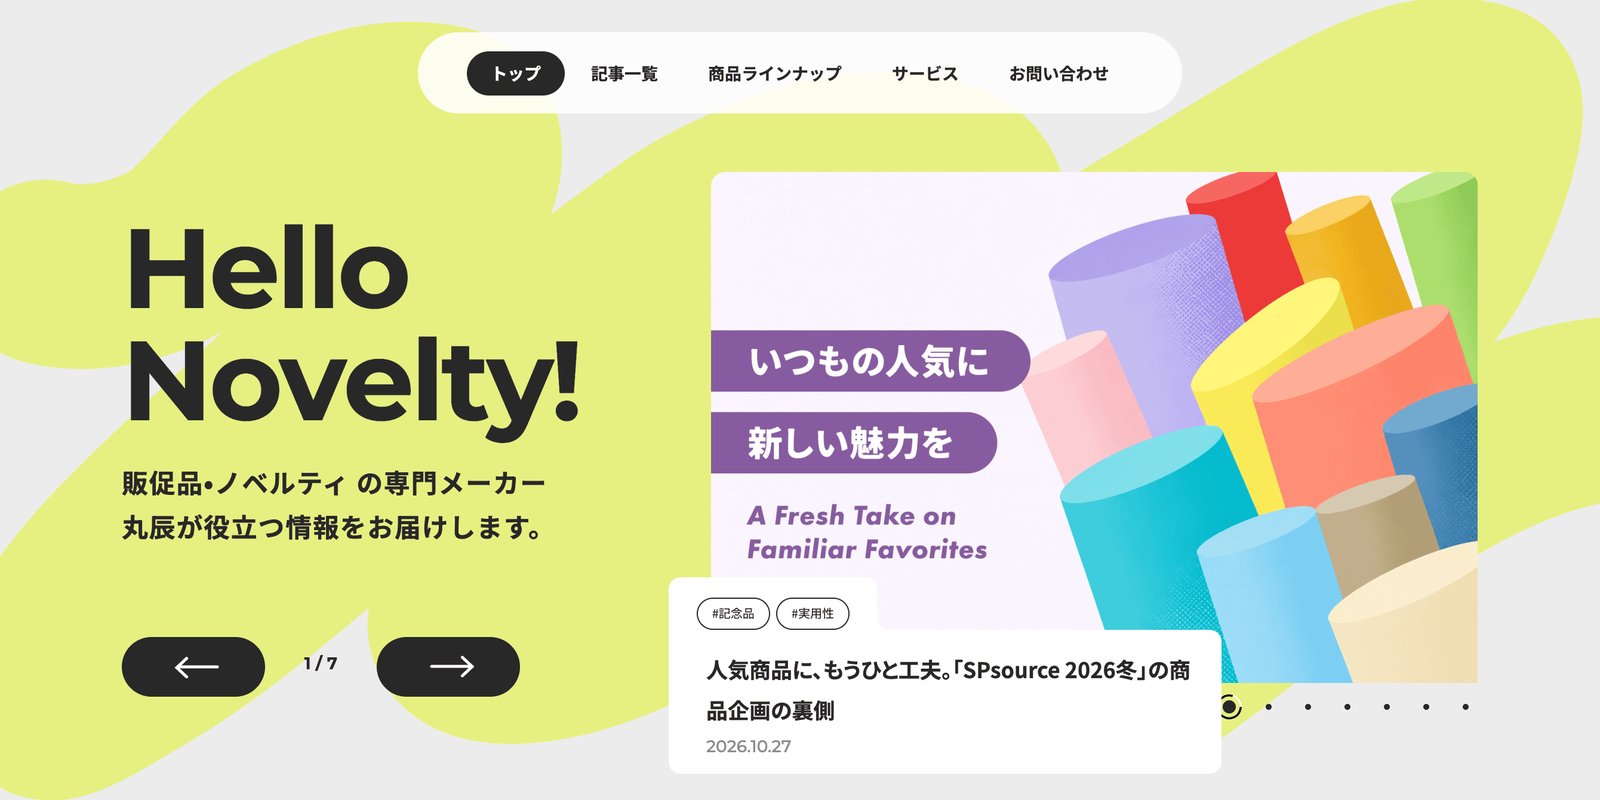 トップ
記事一覧
商品ラインナップ
サービス
お問い合わせ
Hello
Novelty!
販促品•ノベルティ の専門メーカー
丸辰が役立つ情報をお届けします。
1 / 7
いつもの人気に
新しい魅力を
A Fresh Take on
Familiar Favorites
#記念品
#実用性
人気商品に、もうひと工夫。「SPsource 2026冬」の商
品企画の裏側
2026.10.27